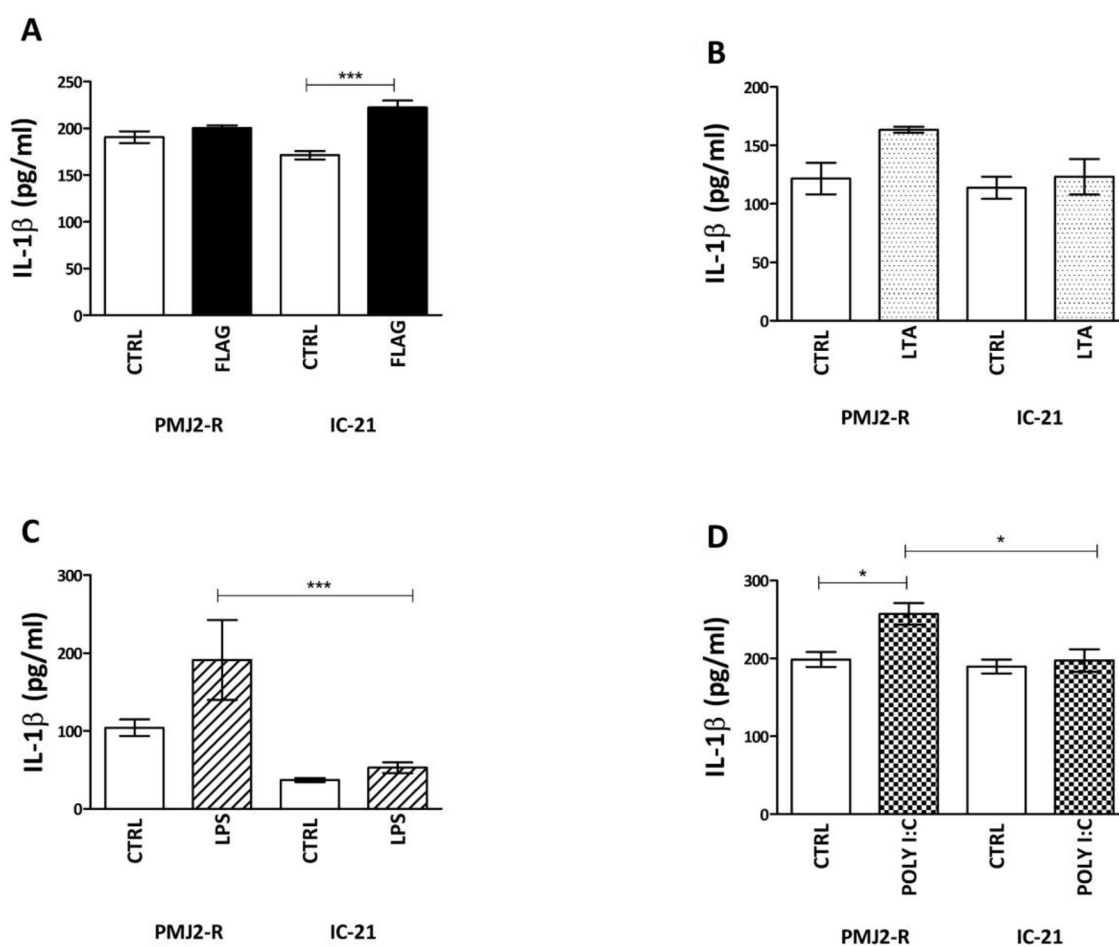 A
IL-1β (pg/ml)
250
200
150
100
50
0
***
CTRL
FLAG
CTRL
FLAG
PMJ2-R IC-21
B
IL-1β (pg/ml)
200
150
100
50
0
CTRL
LTA
CTRL
LTA
PMJ2-R IC-21
C
IL-1β (pg/ml)
300
200
100
0
***
CTRL
LPS
CTRL
LPS
PMJ2-R IC-21
D
IL-1β (pg/ml)
300
200
100
0
*
*
CTRL
POLY I:C
CTRL
POLY I:C
PMJ2-R IC-21